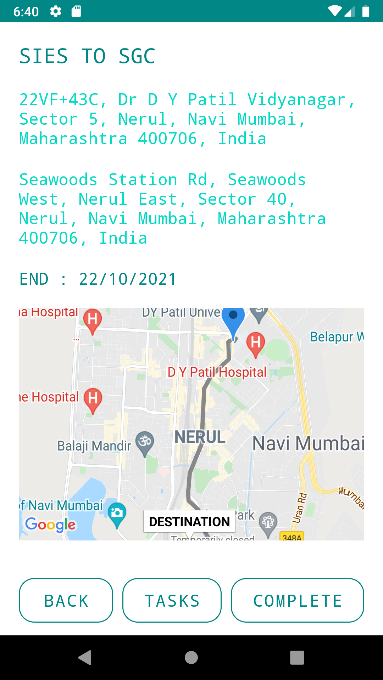 6:40
SIES TO SGC
22VF+43C, Dr D Y Patil Vidyanagar,
Sector 5, Nerul, Navi Mumbai,
Maharashtra 400706, India
Seawoods Station Rd, Seawoods
West, Nerul East, Sector 40,
Nerul, Navi Mumbai, Maharashtra
400706, India
END : 22/10/2021
na Hospital
DY Patil Unive
H
H
Belapur W
D Y Patil Hospital
ne Hospital
H
NERUL
Balaji Mandir
Navi Mumbai
of Navi Mumbai
Uran Rd
Mumba
DESTINATION
Park
Google
Temporarily closed
348A
BACK
TASKS
COMPLETE